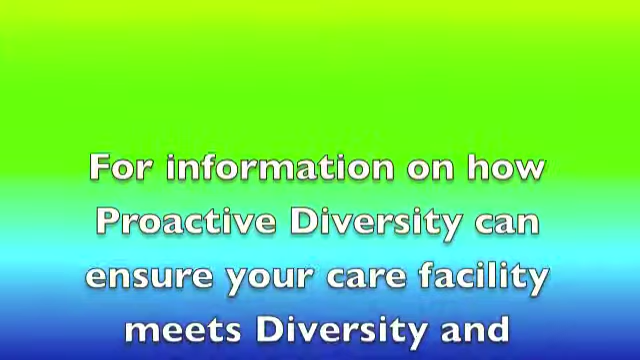 For information on how
Proactive Diversity can
ensure your care facility
meets Diversity and